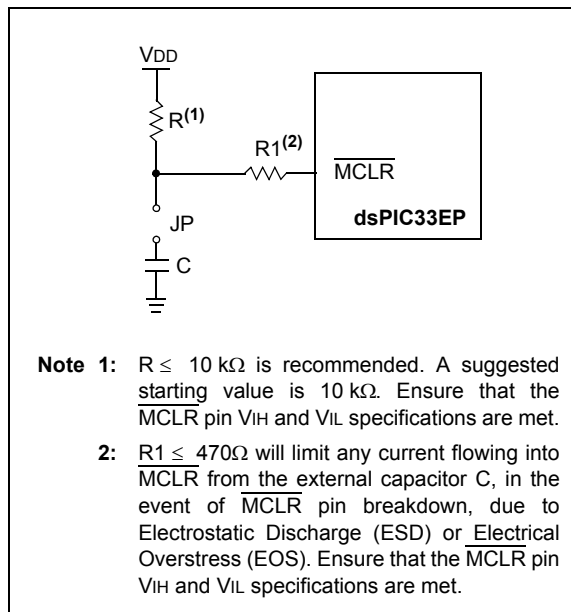 VDD
R(1)
R1(2)
MCLR
JP
dsPIC33EP
C
Note 1: R ≤ 10 kΩ is recommended. A suggested
starting value is 10 kΩ. Ensure that the
MCLR pin VIH and VIL specifications are met.
2: R1 ≤ 470Ω will limit any current flowing into
MCLR from the external capacitor C, in the
event of MCLR pin breakdown, due to
Electrostatic Discharge (ESD) or Electrical
Overstress (EOS). Ensure that the MCLR pin
VIH and VIL specifications are met.